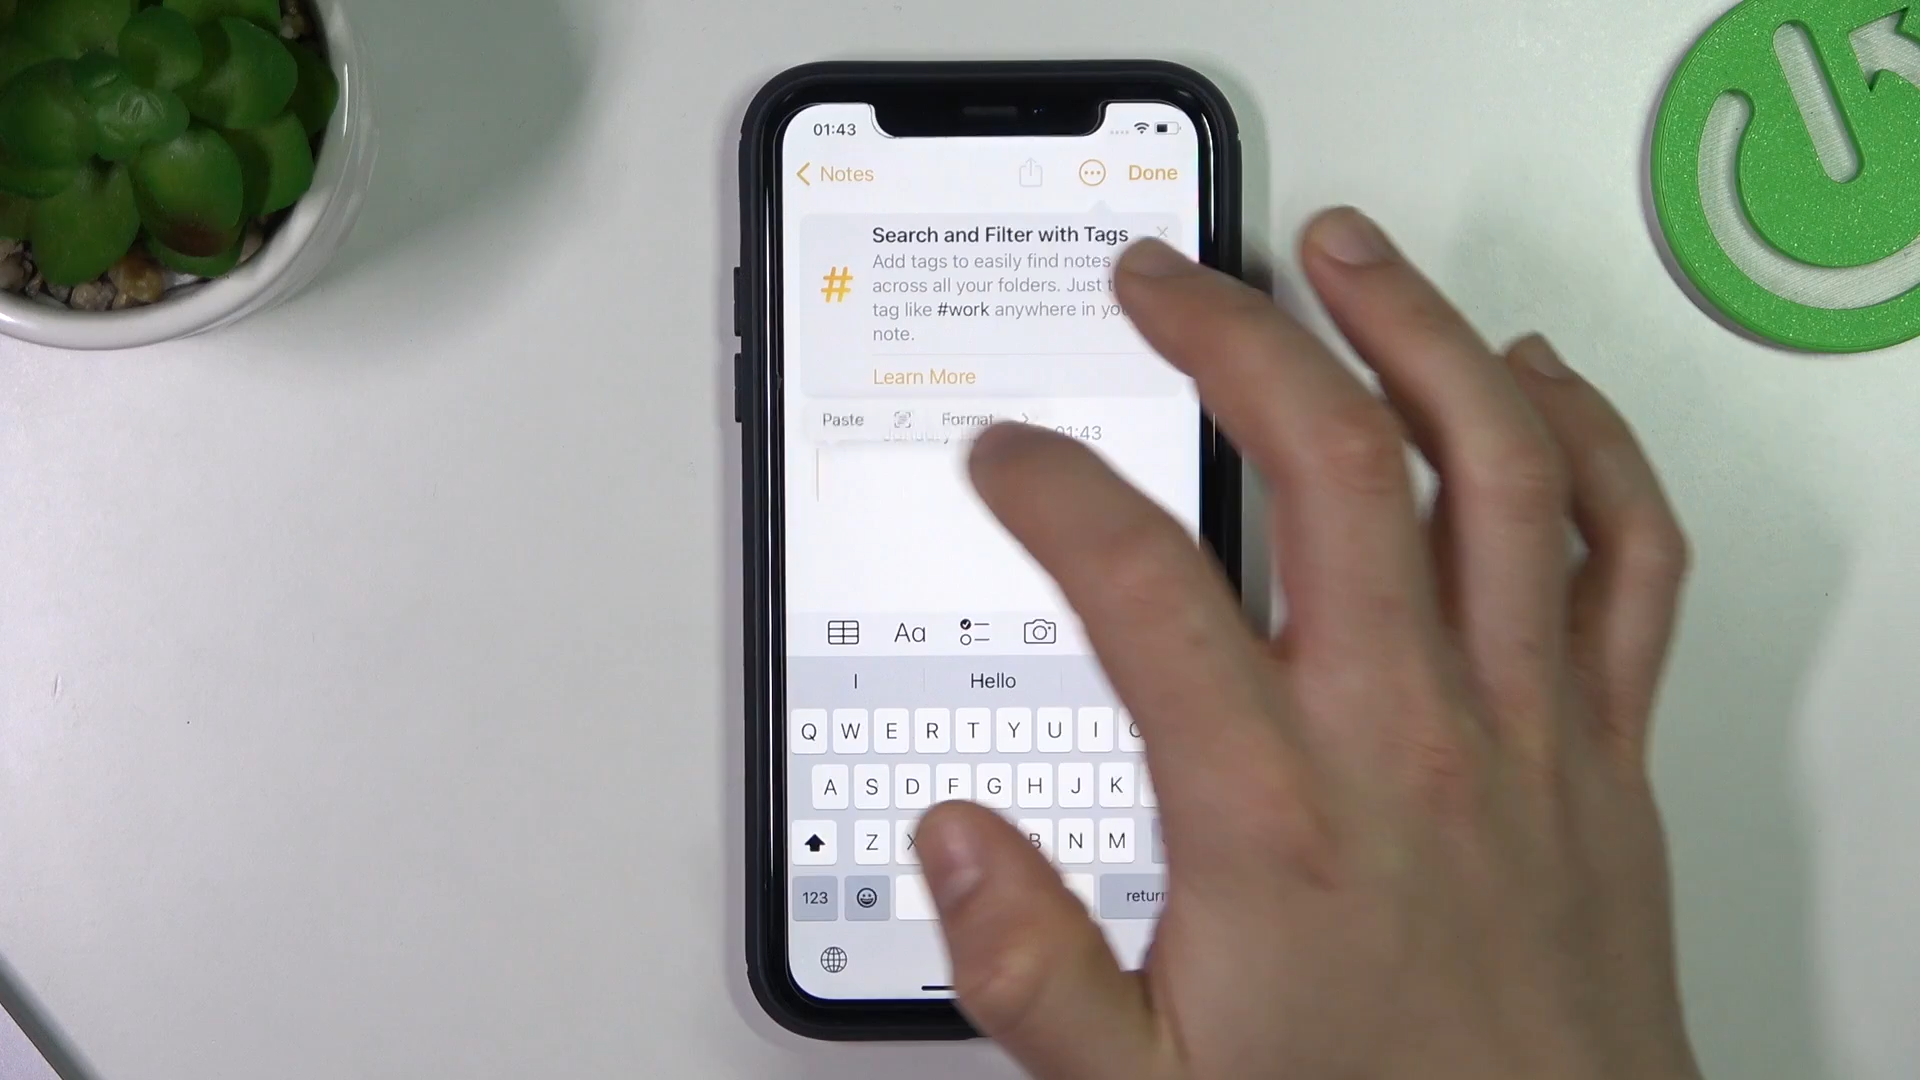 01:43
Notes
Done
Search and Filter with Tags
Add tags to easily find notes
across all your folders. Just
tag like #work anywhere in
note.
Learn More
Paste
Format
01:43
Aa
I
Hello
Q W E R T Y U I
A S D F G H J K
Z N M
123
return